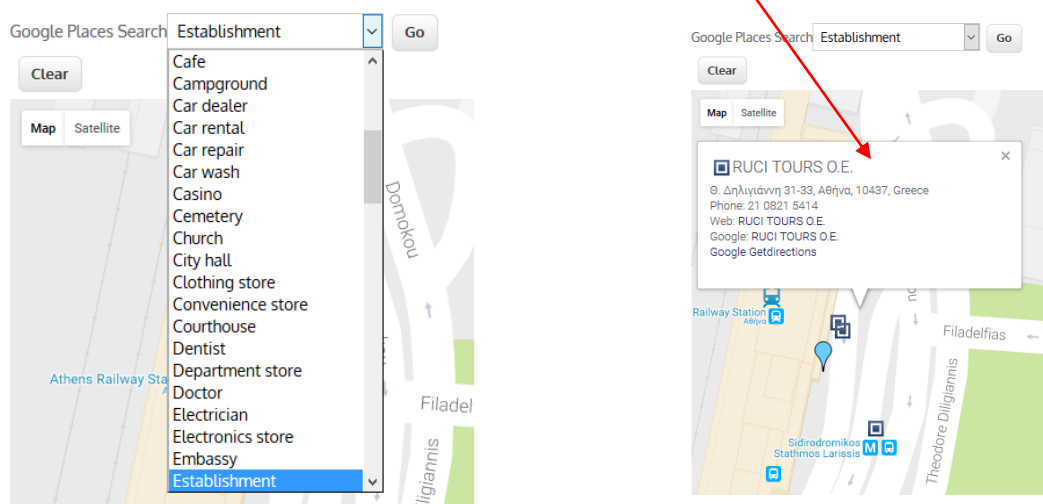 Google Places Search Establishment Go
Clear
Map Satellite
Cafe
Campground
Car dealer
Car rental
Car repair
Car wash
Casino
Cemetery
Church
City hall
Clothing store
Convenience store
Courthouse
Dentist
Department store
Doctor
Electrician
Electronics store
Embassy
Establishment
Domokou
Athens Railway Sta
Filadel
ligiannis
Google Places Search Establishment Go
Clear
Map Satellite
RUCI TOURS O.E.
Θ. Δηλιγιάννη 31-33, Αθήνα, 10437, Greece
Phone: 21 0821 5414
Web: RUCI TOURS O.E.
Google: RUCI TOURS O.E.
Google Getdirections
Railway Station
Αθήνα
ou
Filadelfias
Theodore Diligiannis
Sidirodromikos
Stathmos Larissis M